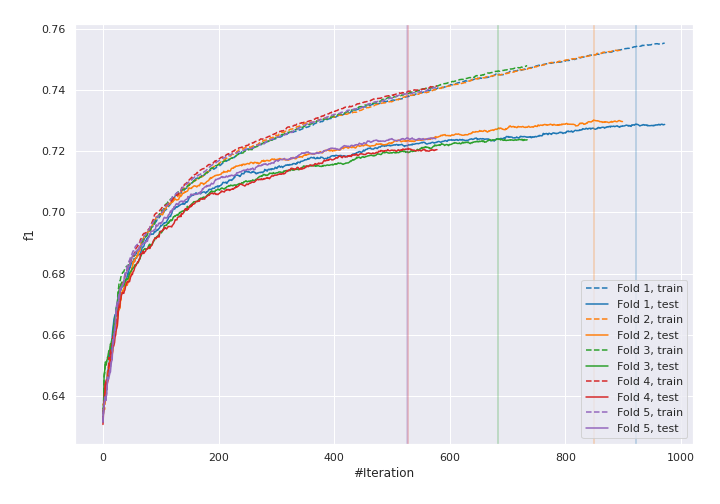 0.76
0.74
0.72
0.70
0.68
0.66
0.64
f1
0 200 400 600 800 1000
#Iteration
Fold 1, train
Fold 1, test
Fold 2, train
Fold 2, test
Fold 3, train
Fold 3, test
Fold 4, train
Fold 4, test
Fold 5, train
Fold 5, test